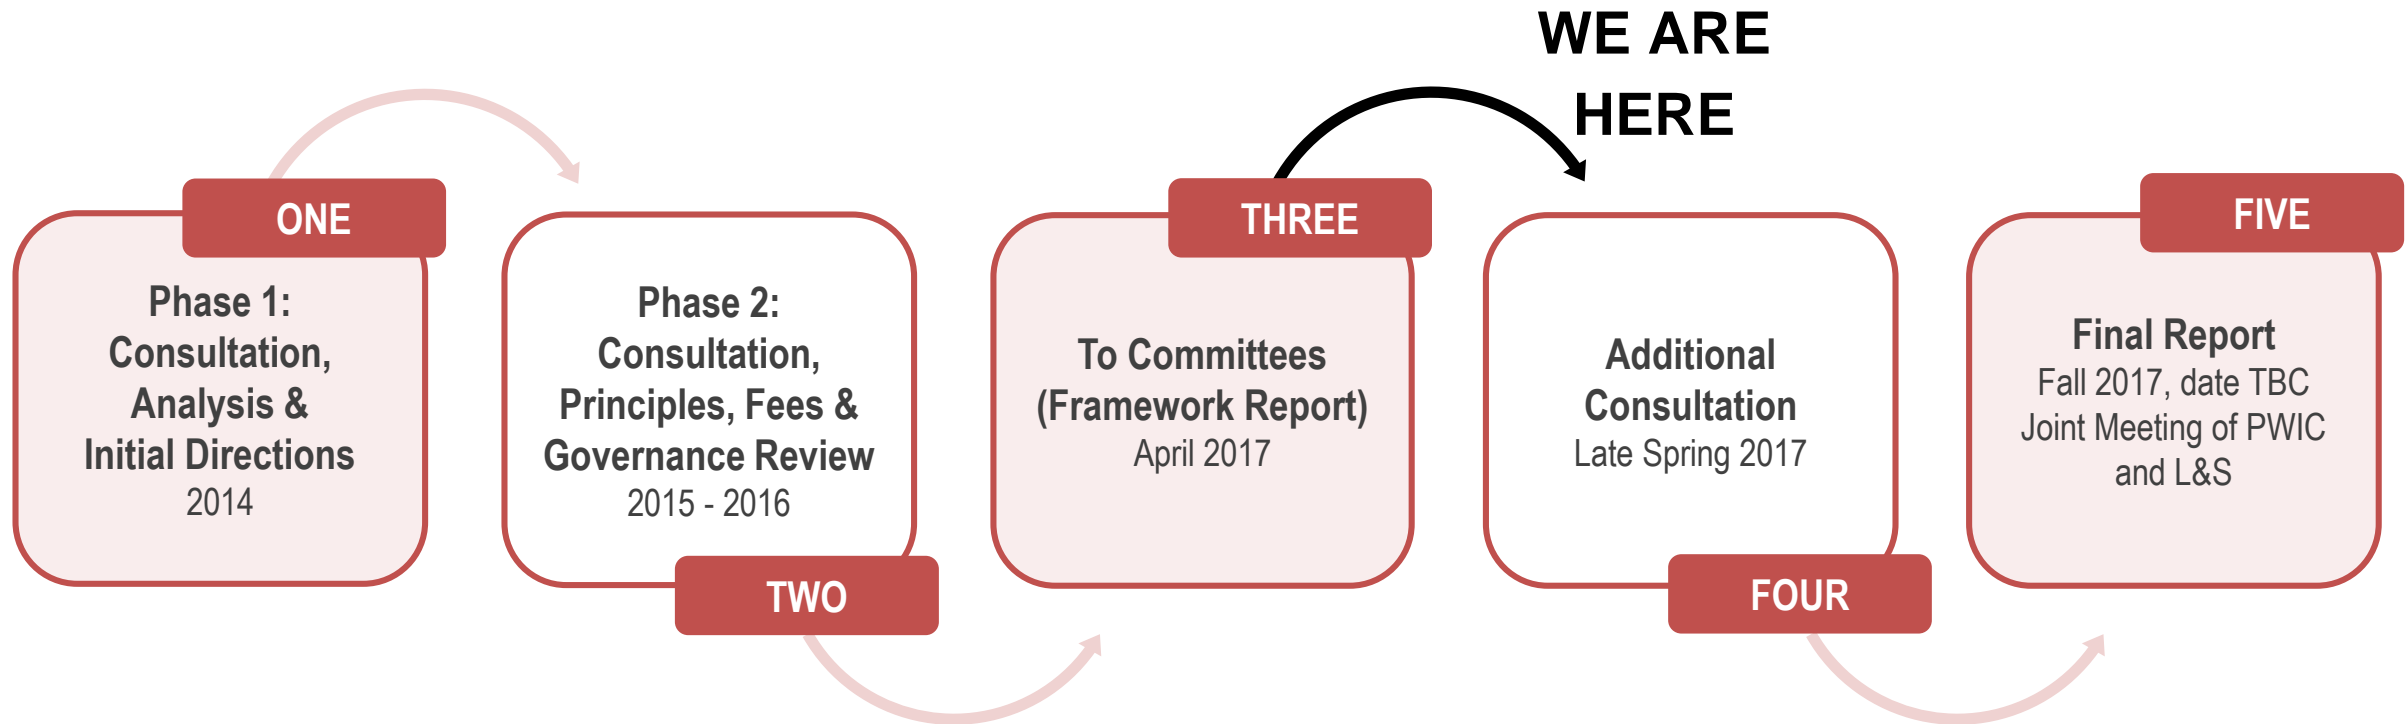 WE ARE
HERE
ONE
Phase 1:
Consultation,
Analysis &
Initial Directions
2014
Phase 2:
Consultation,
Principles, Fees &
Governance Review
2015 - 2016
TWO
THREE
To Committees
(Framework Report)
April 2017
Additional
Consultation
Late Spring 2017
FOUR
FIVE
Final Report
Fall 2017, date TBC
Joint Meeting of PWIC
and L&S